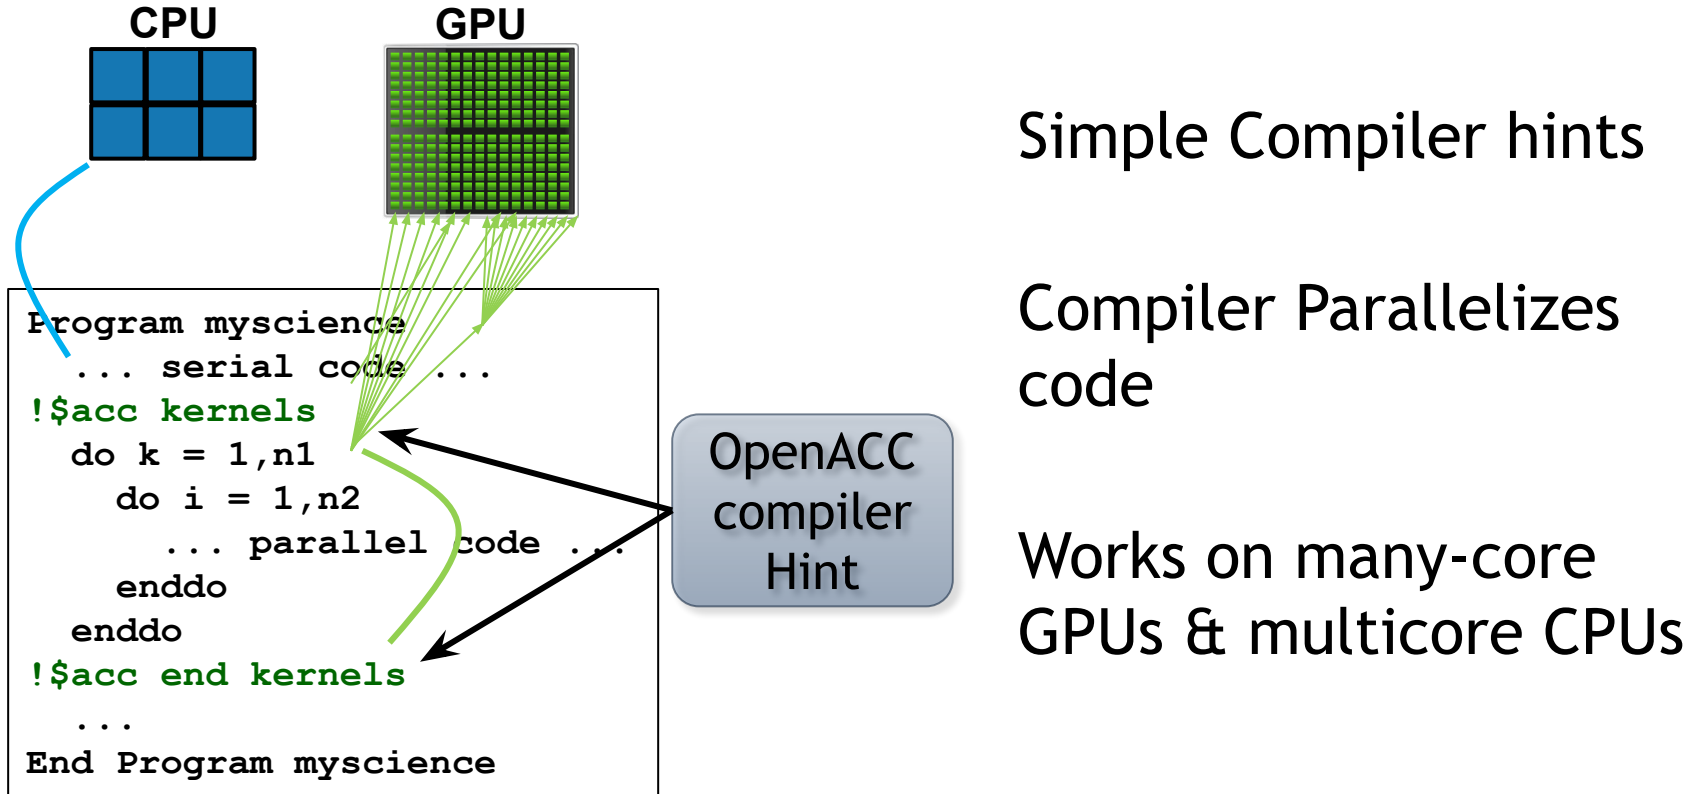 CPU
GPU
Program myscience
... serial code ...
!$acc kernels
do k = 1,n1
do i = 1,n2
... parallel code ...
enddo
enddo
!$acc end kernels
...
End Program myscience
OpenACC
compiler
Hint
Simple Compiler hints
Compiler Parallelizes
code
Works on many-core
GPUs & multicore CPUs